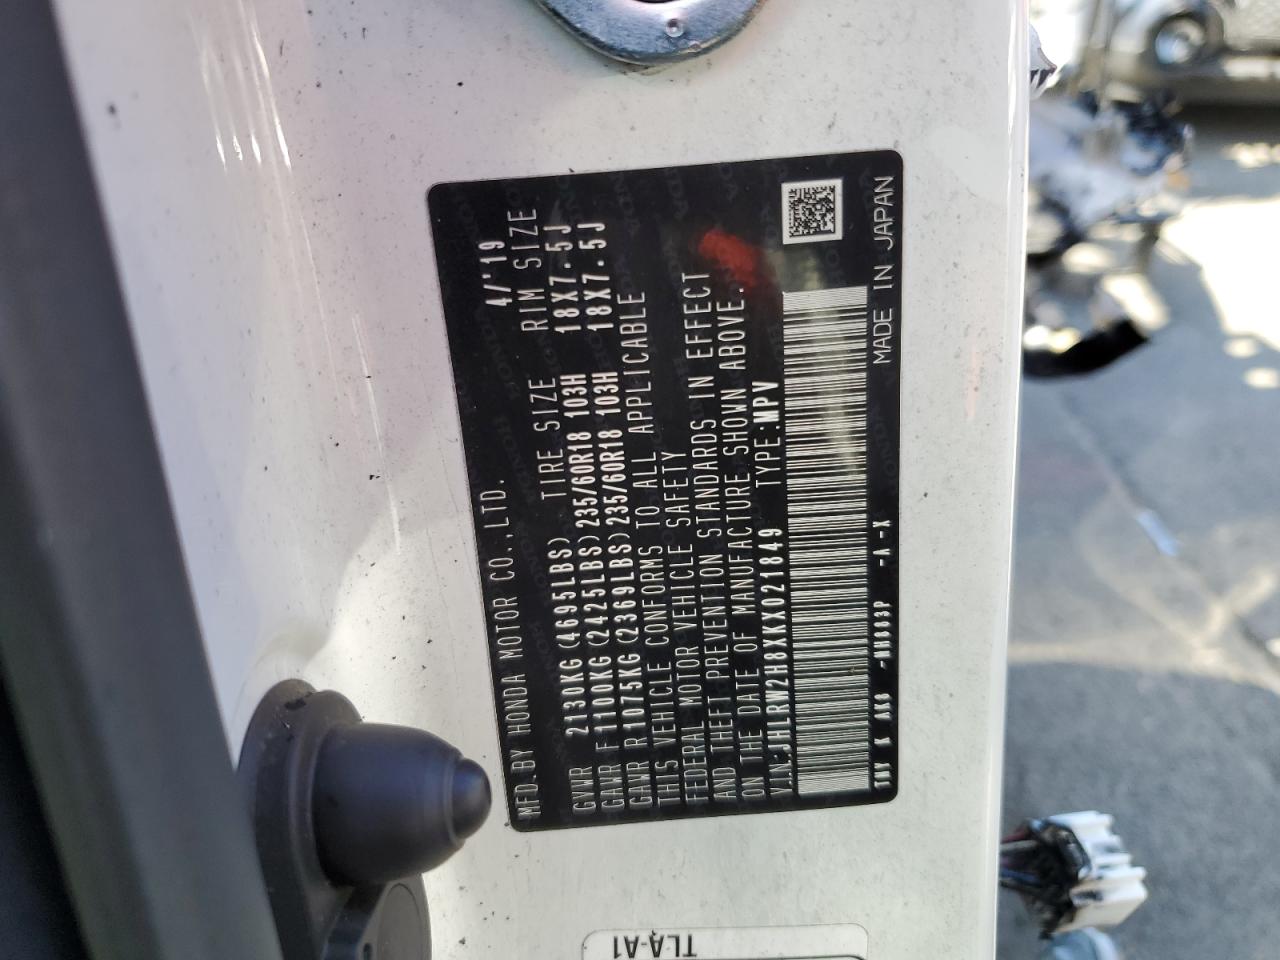 MFD. BY HONDA MOTOR CO.,LTD. 4/'19
GVWR 2130KG(4695LBS) TIRE SIZE RIM SIZE
GAWR F 1100KG(2425LBS)235/60R18 103H 18X7.5J
GAWR R 1075KG(2369LBS)235/60R18 103H 18X7.5J
THIS VEHICLE CONFORMS TO ALL APPLICABLE
FEDERAL MOTOR VEHICLE SAFETY
AND THEFT PREVENTION STANDARDS IN EFFECT
ON THE DATE OF MANUFACTURE SHOWN ABOVE.
V.I.N:JHLRW2H8XKX021849 TYPE:MPV
-A-X
MADE IN JAPAN
TLA-A1